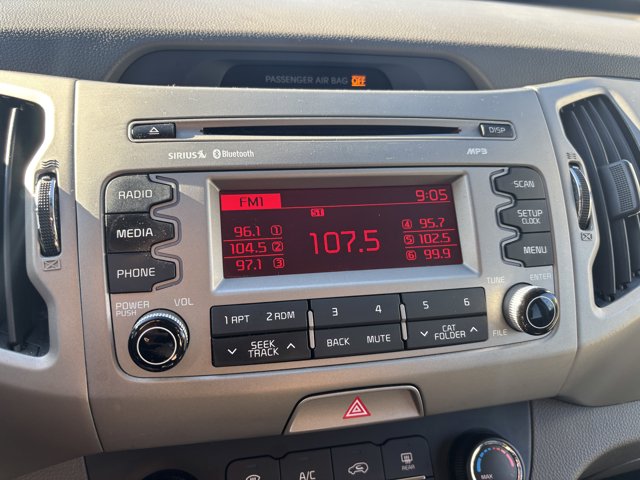 PASSENGER AIR BAG OFF
DISP
SIRIUS Bluetooth MP3
RADIO
MEDIA
PHONE
FM1 9:05
ST
96.1 1
104.5 2
97.1 3
107.5
4 95.7
5 102.5
6 99.9
SCAN
SETUP
CLOCK
MENU
POWER
PUSH
VOL
TUNE
ENTER
FILE
1 RPT 2 RDM 3 4 5 6
SEEK
TRACK
BACK MUTE
CAT
FOLDER
A/C
REAR
MAX